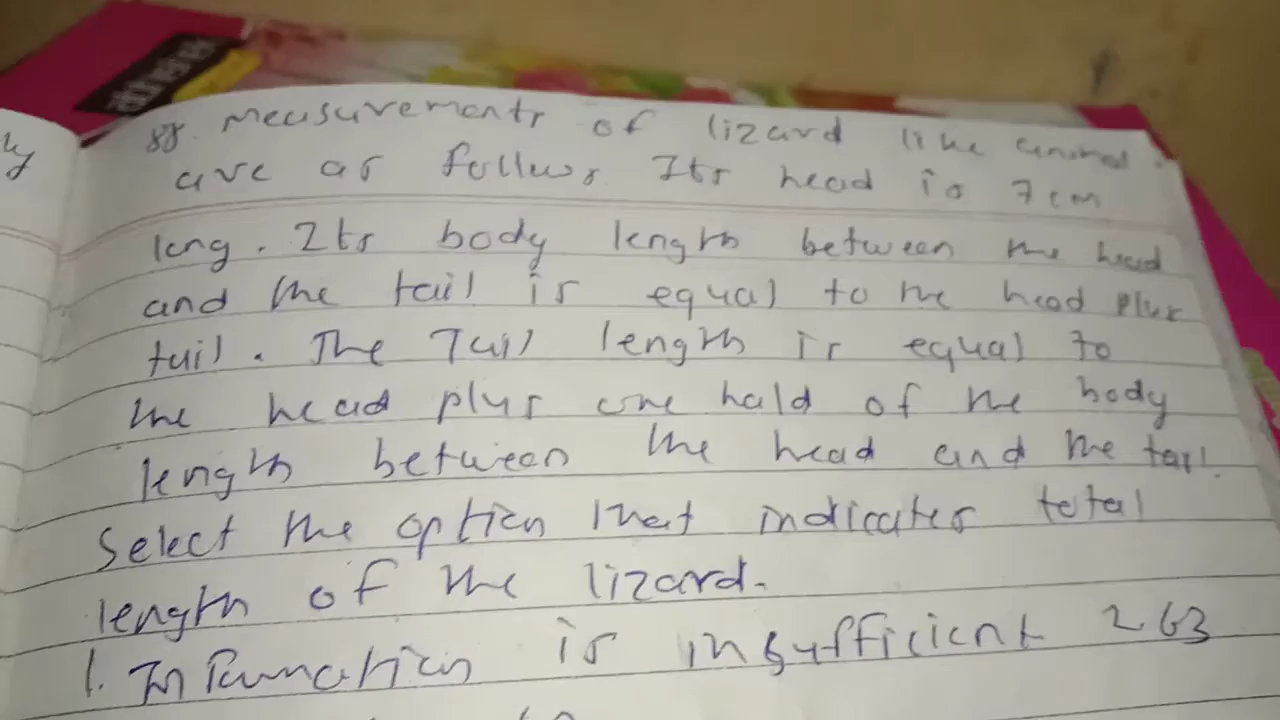 88. Measurements of lizard like animal
are as follows. Its head is 7cm
long. Its body length between the head
and the tail is equal to the head plus
tail. The Tail length is equal to
the head plus one hald of the body
length between the head and the tail.
Select the option that indicates total
length of the lizard.
1. Information is insufficient 2. 63